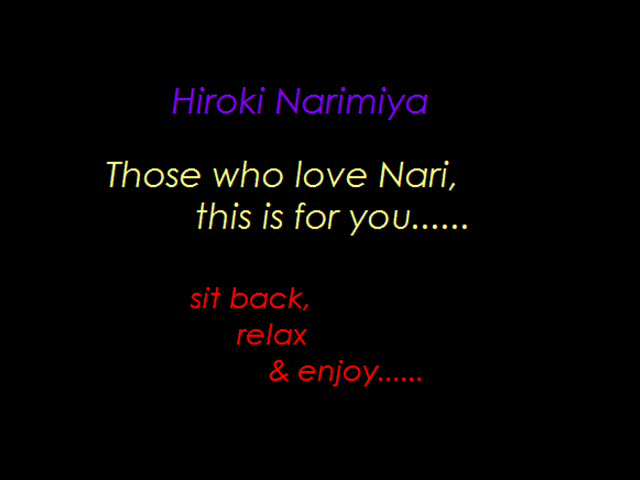 Hiroki Narimiya
Those who love Nari,
this is for you......
sit back,
relax
& enjoy......